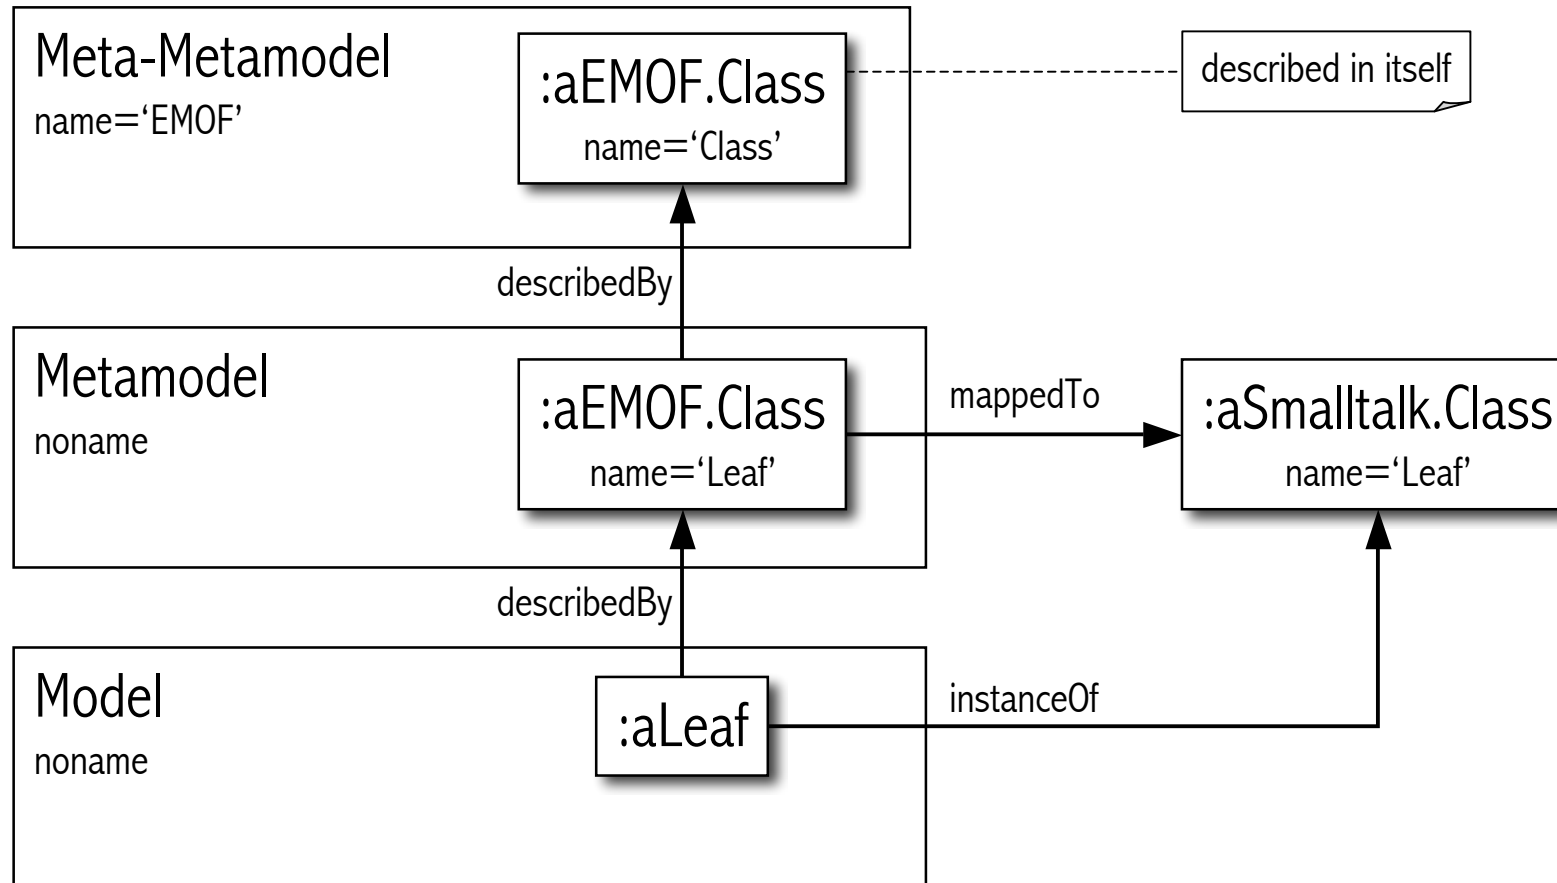 Meta-Metamodel
name=‘EMOF’
:aEMOF.Class
name=‘Class’
described in itself
describedBy
Metamodel
noname
:aEMOF.Class
name=‘Leaf’
mappedTo
:aSmalltalk.Class
name=‘Leaf’
describedBy
Model
noname
:aLeaf
instanceOf